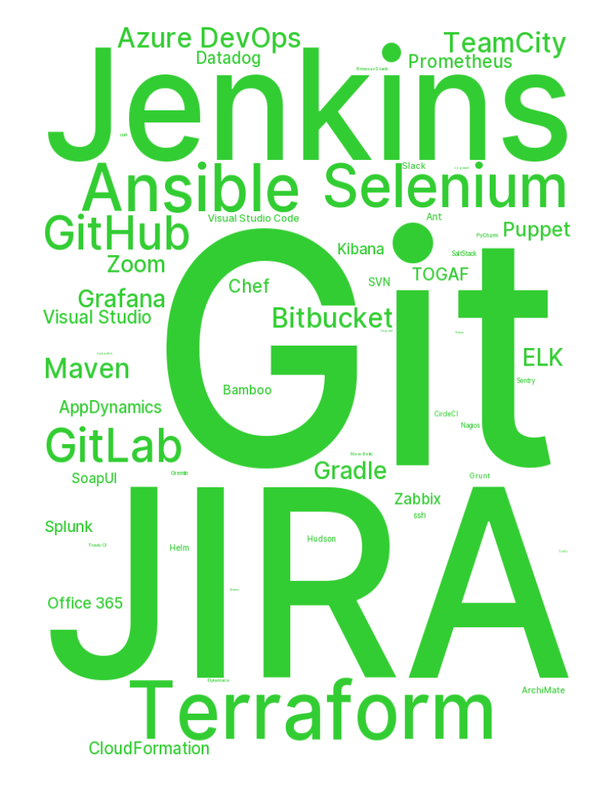 Azure DevOps
TeamCity
Datadog
Prometheus
Jenkins
curl
Slack
Ansible
Selenium
Visual Studio Code
Ant
GitHub
Puppet
PyCharm
Kibana
SaltStack
Zoom
TOGAF
SVN
Chef
Grafana
Visual Studio
Bitbucket
Git
ELK
Maven
Sentry
Bamboo
AppDynamics
CircleCI
Nagios
GitLab
Gradle
SoapUI
Grunt
Zabbix
ssh
Splunk
Hudson
Helm
Office 365
JIRA
ArchiMate
Terraform
CloudFormation